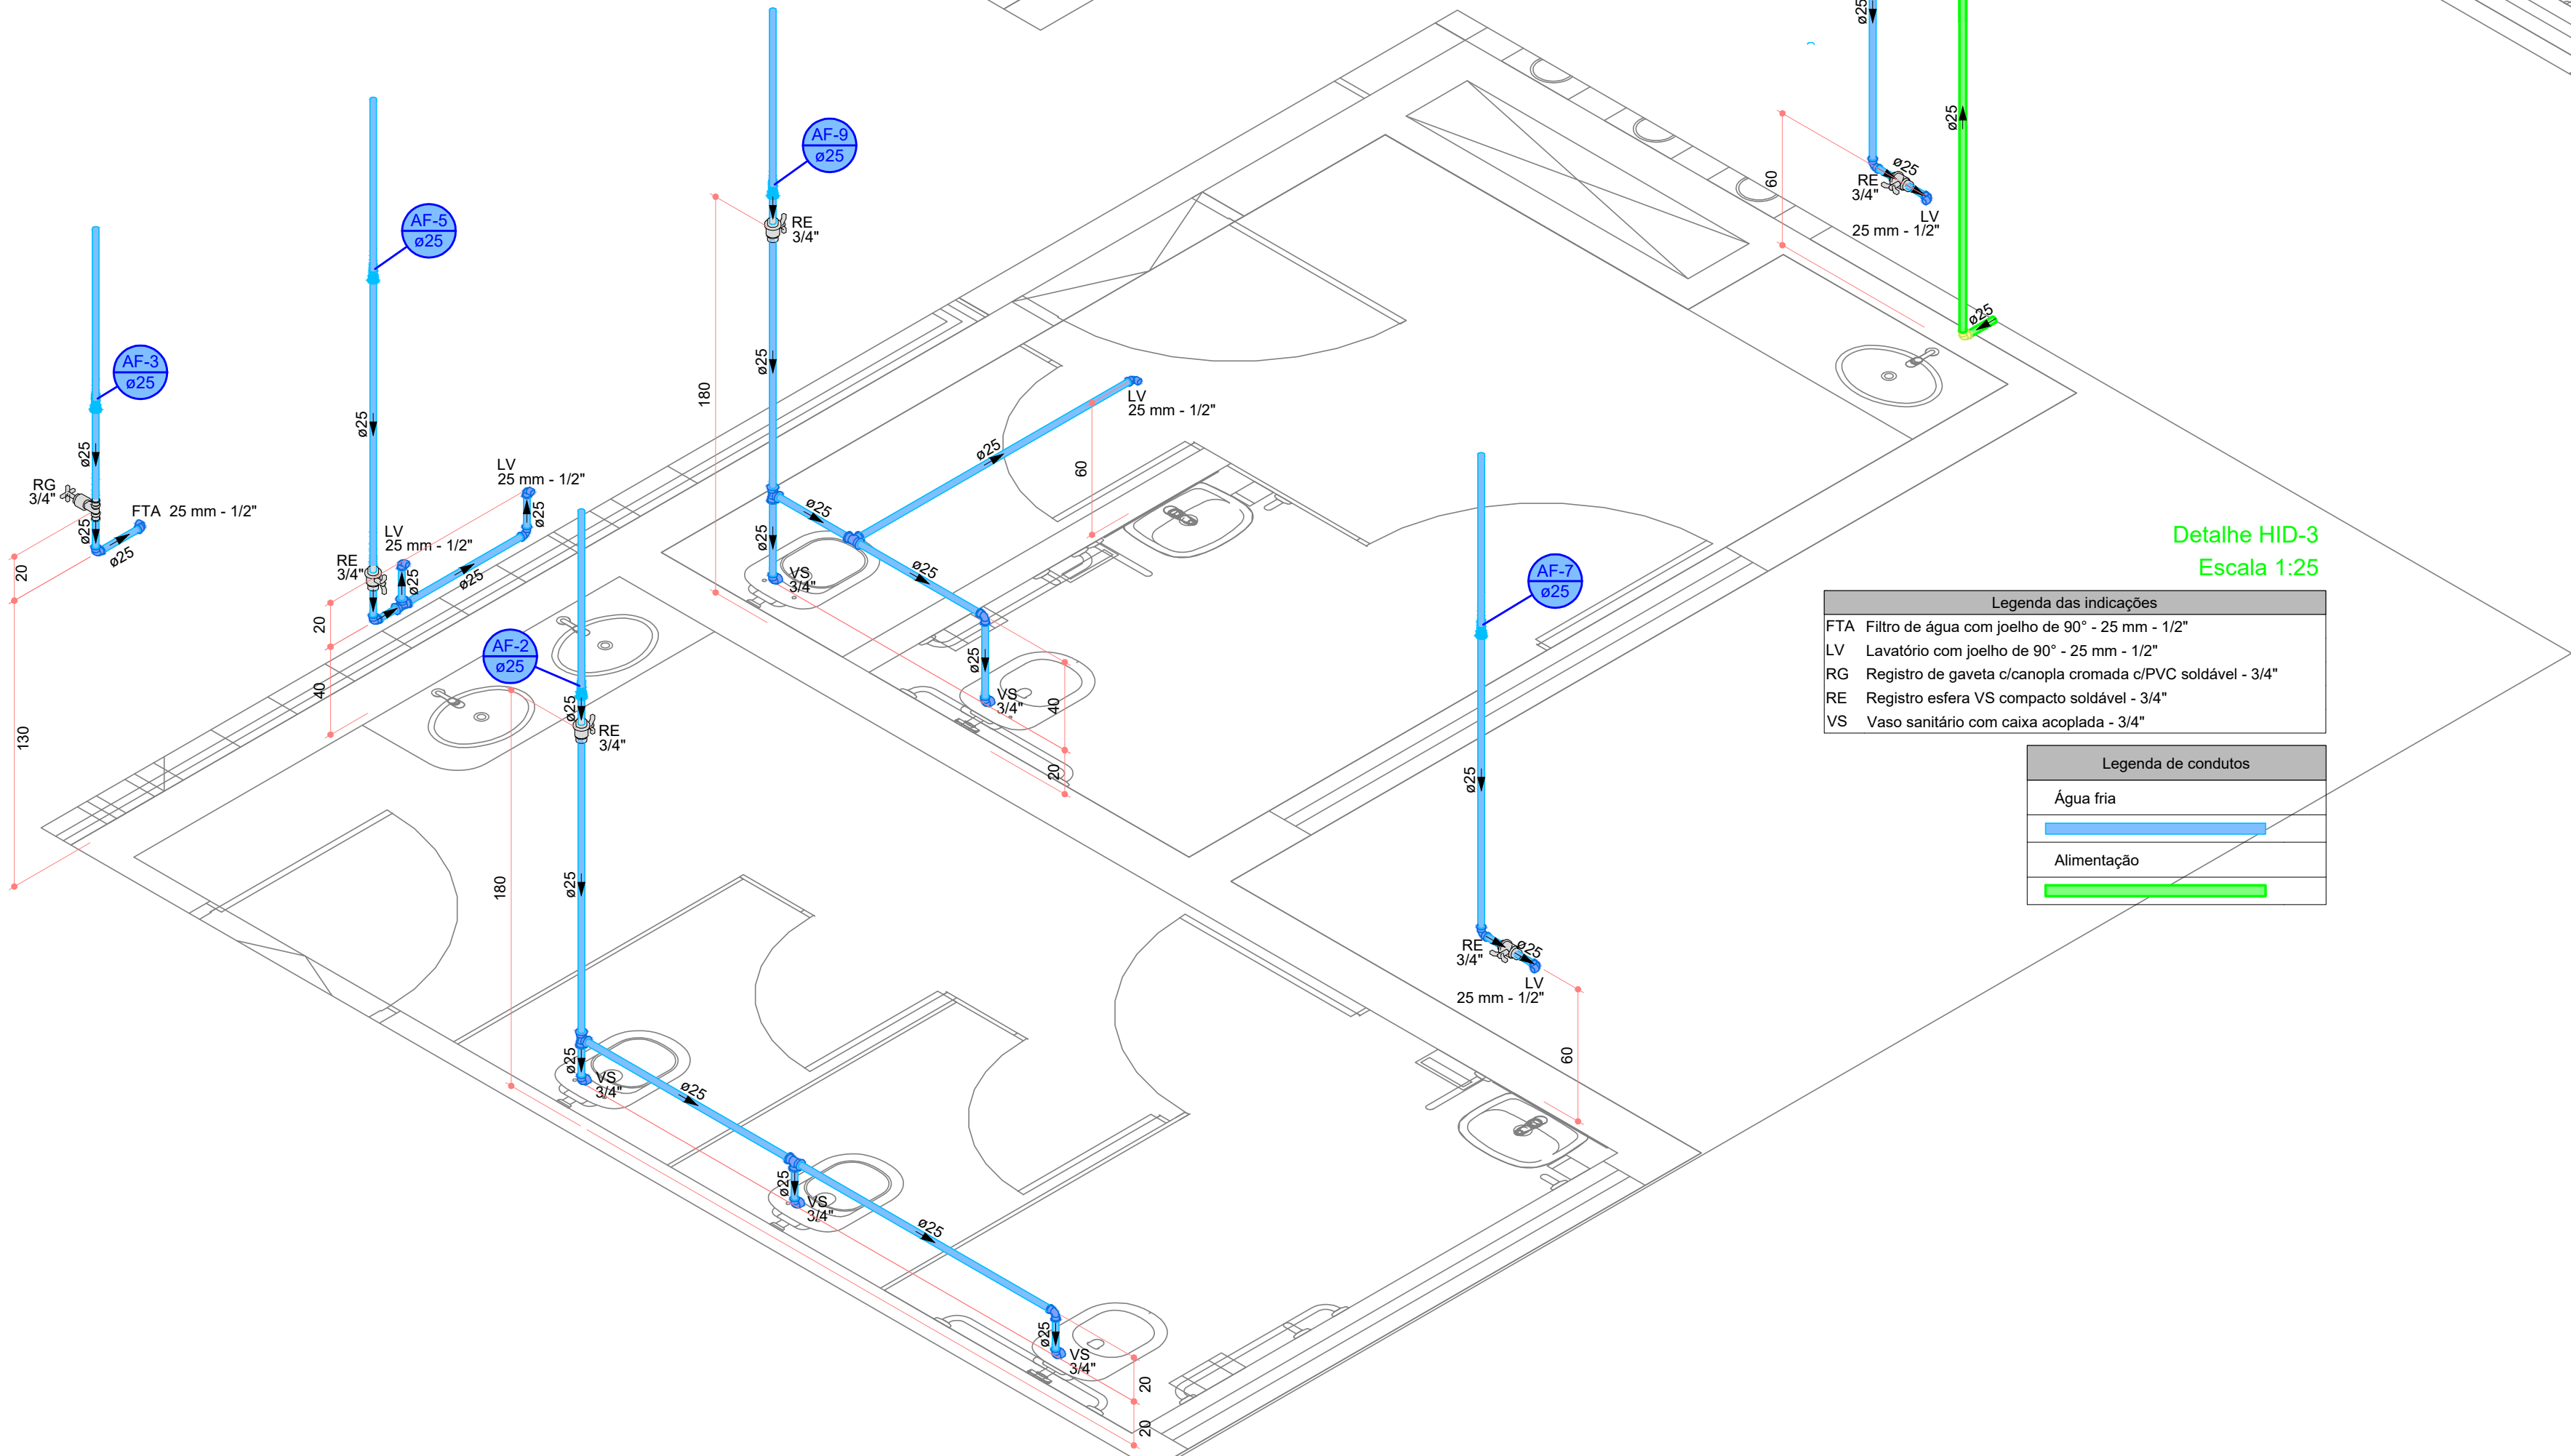 ø25
ø25
60
ø25
RE
3/4"
LV
25 mm - 1/2"
ø25
AF-9
ø25
RE
3/4"
180
ø25
ø25
ø25
VS
3/4"
ø25
LV
25 mm - 1/2"
60
ø25
ø25
VS
3/4"
40
20
AF-5
ø25
ø25
RE
3/4"
LV
25 mm - 1/2"
ø25
ø25
LV
25 mm - 1/2"
ø25
20
40
AF-3
ø25
ø25
RG
3/4"
ø25
FTA 25 mm - 1/2"
ø25
20
130
AF-2
ø25
ø25
RE
3/4"
180
ø25
ø25
VS
3/4"
ø25
ø25
VS
3/4"
ø25
ø25
VS
3/4"
20
20
AF-7
ø25
ø25
RE
3/4"
ø25
LV
25 mm - 1/2"
60
Detalhe HID-3
Escala 1:25
Legenda das indicações
FTA Filtro de água com joelho de 90° - 25 mm - 1/2"
LV Lavatório com joelho de 90° - 25 mm - 1/2"
RG Registro de gaveta c/canopla cromada c/PVC soldável - 3/4"
RE Registro esfera VS compacto soldável - 3/4"
VS Vaso sanitário com caixa acoplada - 3/4"
Legenda de condutos
Água fria
Alimentação